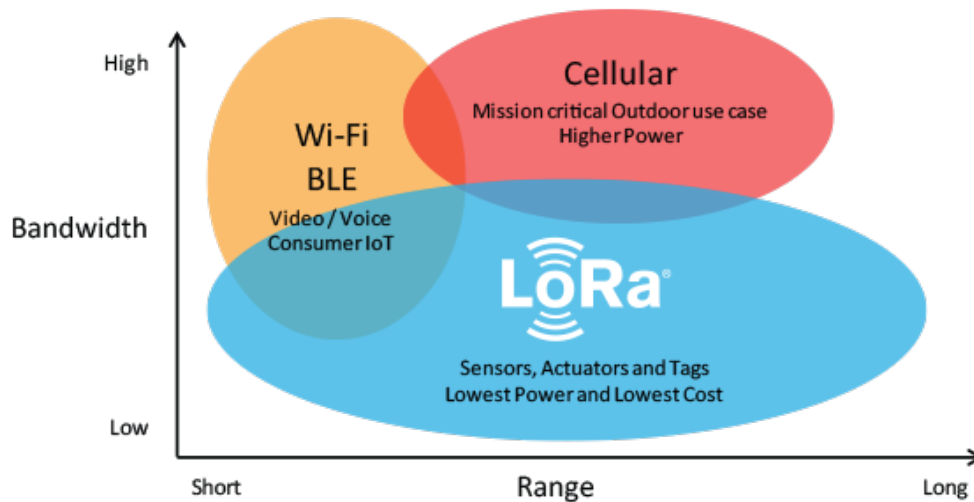 High
Bandwidth
Low
Wi-Fi
BLE
Video / Voice
Consumer IoT
Cellular
Mission critical Outdoor use case
Higher Power
LoRa®
Sensors, Actuators and Tags
Lowest Power and Lowest Cost
Short
Range
Long